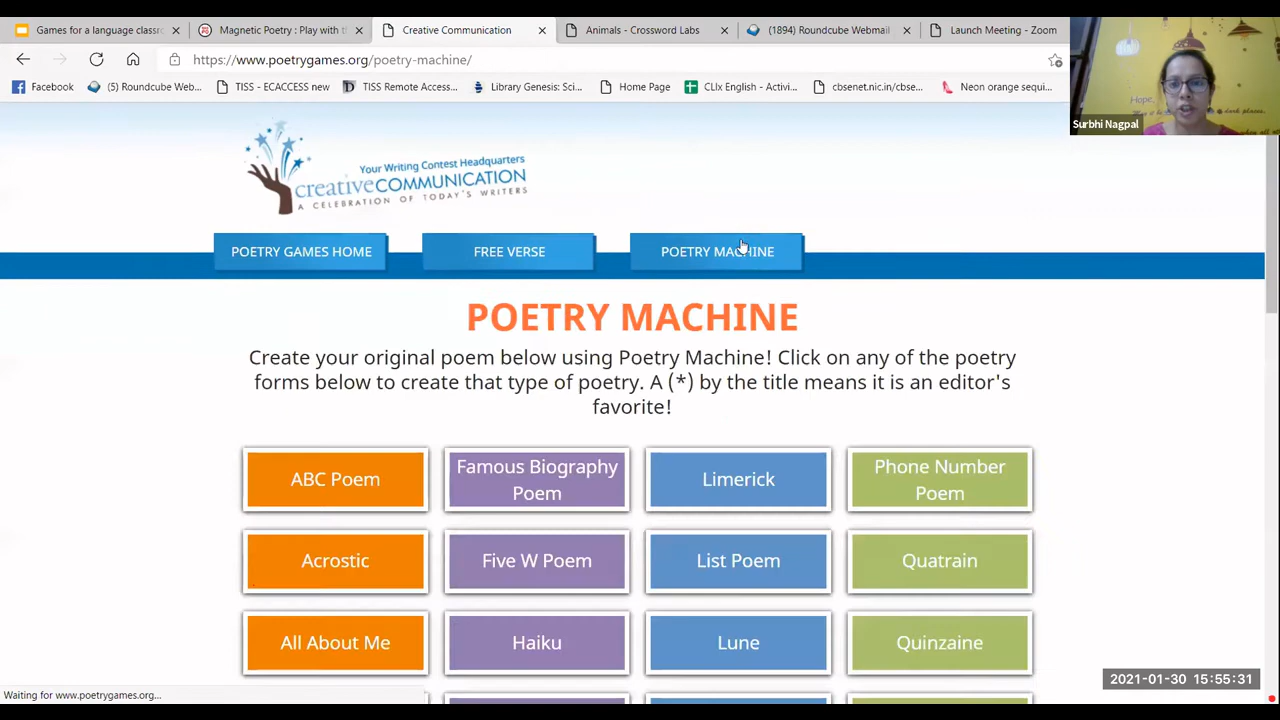 Games for a language classr
Magnetic Poetry : Play with th
Creative Communication
Animals - Crossword Labs
(1894) Roundcube Webmail
Launch Meeting - Zoom
https://www.poetrygames.org/poetry-machine/
Facebook
(5) Roundcube Web...
TISS - ECACCESS new
TISS Remote Access...
Library Genesis: Sci...
Home Page
CLIx English - Activi...
cbsenet.nic.in/cbse...
Neon orange sequi...
Hope,
Surbhi Nagpal
Your Writing Contest Headquarters
creativeCOMMUNICATION
A CELEBRATION OF TODAY'S WRITERS
POETRY GAMES HOME
FREE VERSE
POETRY MACHINE
POETRY MACHINE
Create your original poem below using Poetry Machine! Click on any of the poetry
forms below to create that type of poetry. A (*) by the title means it is an editor's
favorite!
ABC Poem
Famous Biography
Poem
Limerick
Phone Number
Poem
Acrostic
Five W Poem
List Poem
Quatrain
All About Me
Haiku
Lune
Quinzaine
Waiting for www.poetrygames.org...
2021-01-30 15:55:31